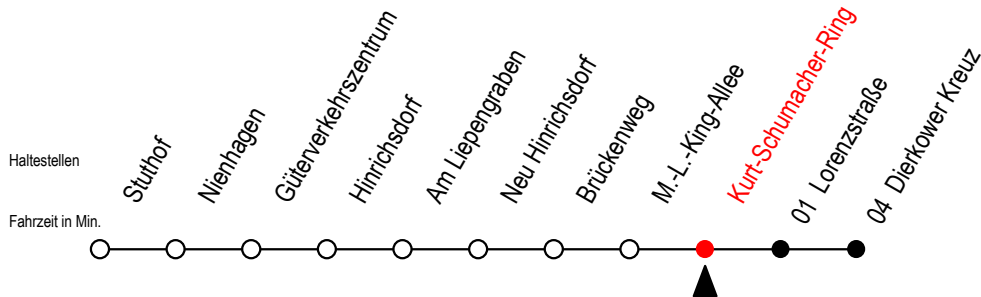 Haltestellen
Fahrzeit in Min.
Stuthof
Nienhagen
Güterverkehrszentrum
Hinrichsdorf
Am Liepengraben
Neu Hinrichsdorf
Brückenweg
M.-L.-King-Allee
Kurt-Schumacher-Ring
01 Lorenzstraße
04 Dierkower Kreuz